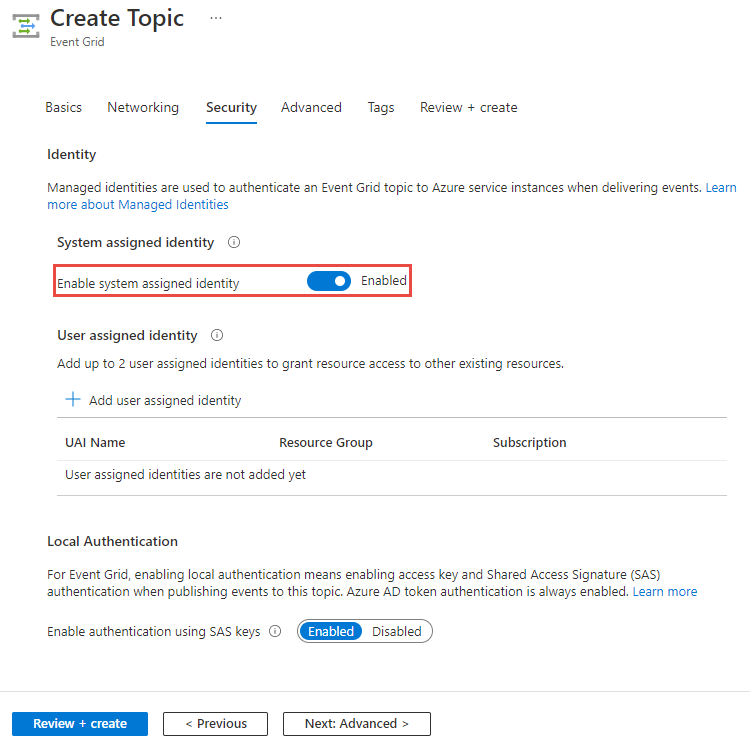 Create Topic ...
Event Grid
Basics Networking Security Advanced Tags Review + create
Identity
Managed identities are used to authenticate an Event Grid topic to Azure service instances when delivering events. Learn
more about Managed Identities
System assigned identity
Enable system assigned identity Enabled
User assigned identity
Add up to 2 user assigned identities to grant resource access to other existing resources.
+ Add user assigned identity
UAI Name Resource Group Subscription
User assigned identities are not added yet
Local Authentication
For Event Grid, enabling local authentication means enabling access key and Shared Access Signature (SAS)
authentication when publishing events to this topic. Azure AD token authentication is always enabled. Learn more
Enable authentication using SAS keys Enabled Disabled
Review + create < Previous Next: Advanced >